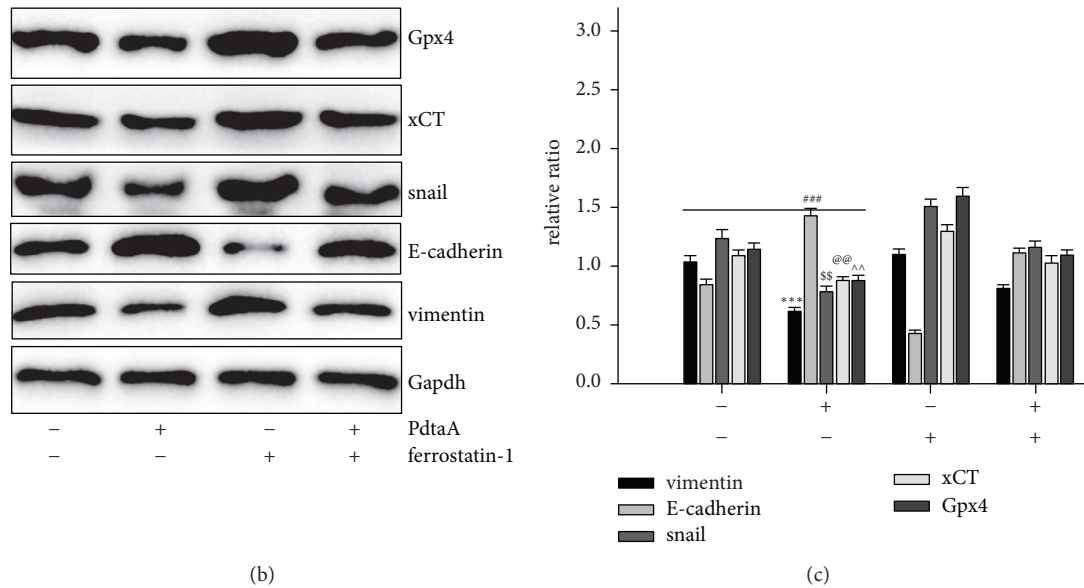 Gpx4
xCT
snail
E-cadherin
vimentin
Gapdh
− + − + PdtaA
− − + + ferrostatin-1
(b)
relative ratio
3.0
2.5
2.0
1.5
1.0
0.5
0.0
***
###
$$
@@
^^
− + − +
− − + +
vimentin
E-cadherin
snail
xCT
Gpx4
(c)